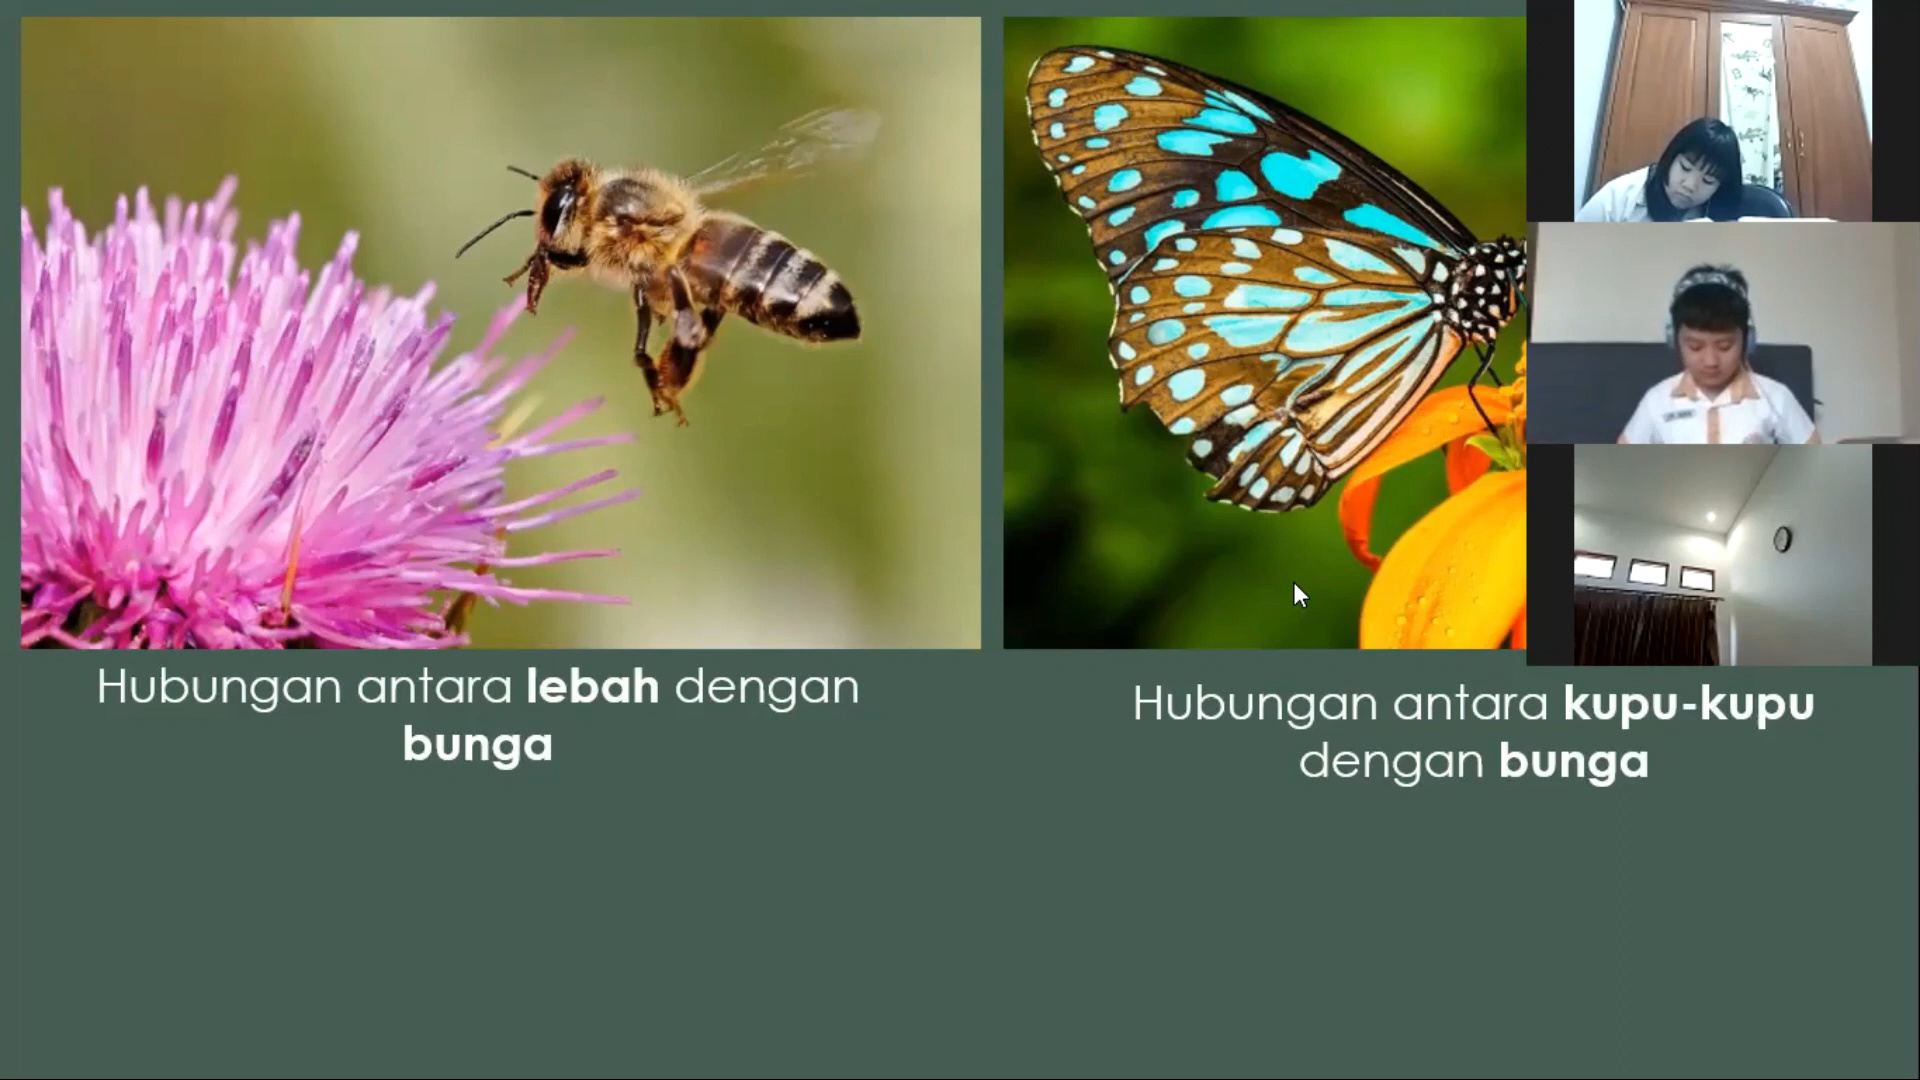 Hubungan antara lebah dengan
bunga
Hubungan antara kupu-kupu
dengan bunga